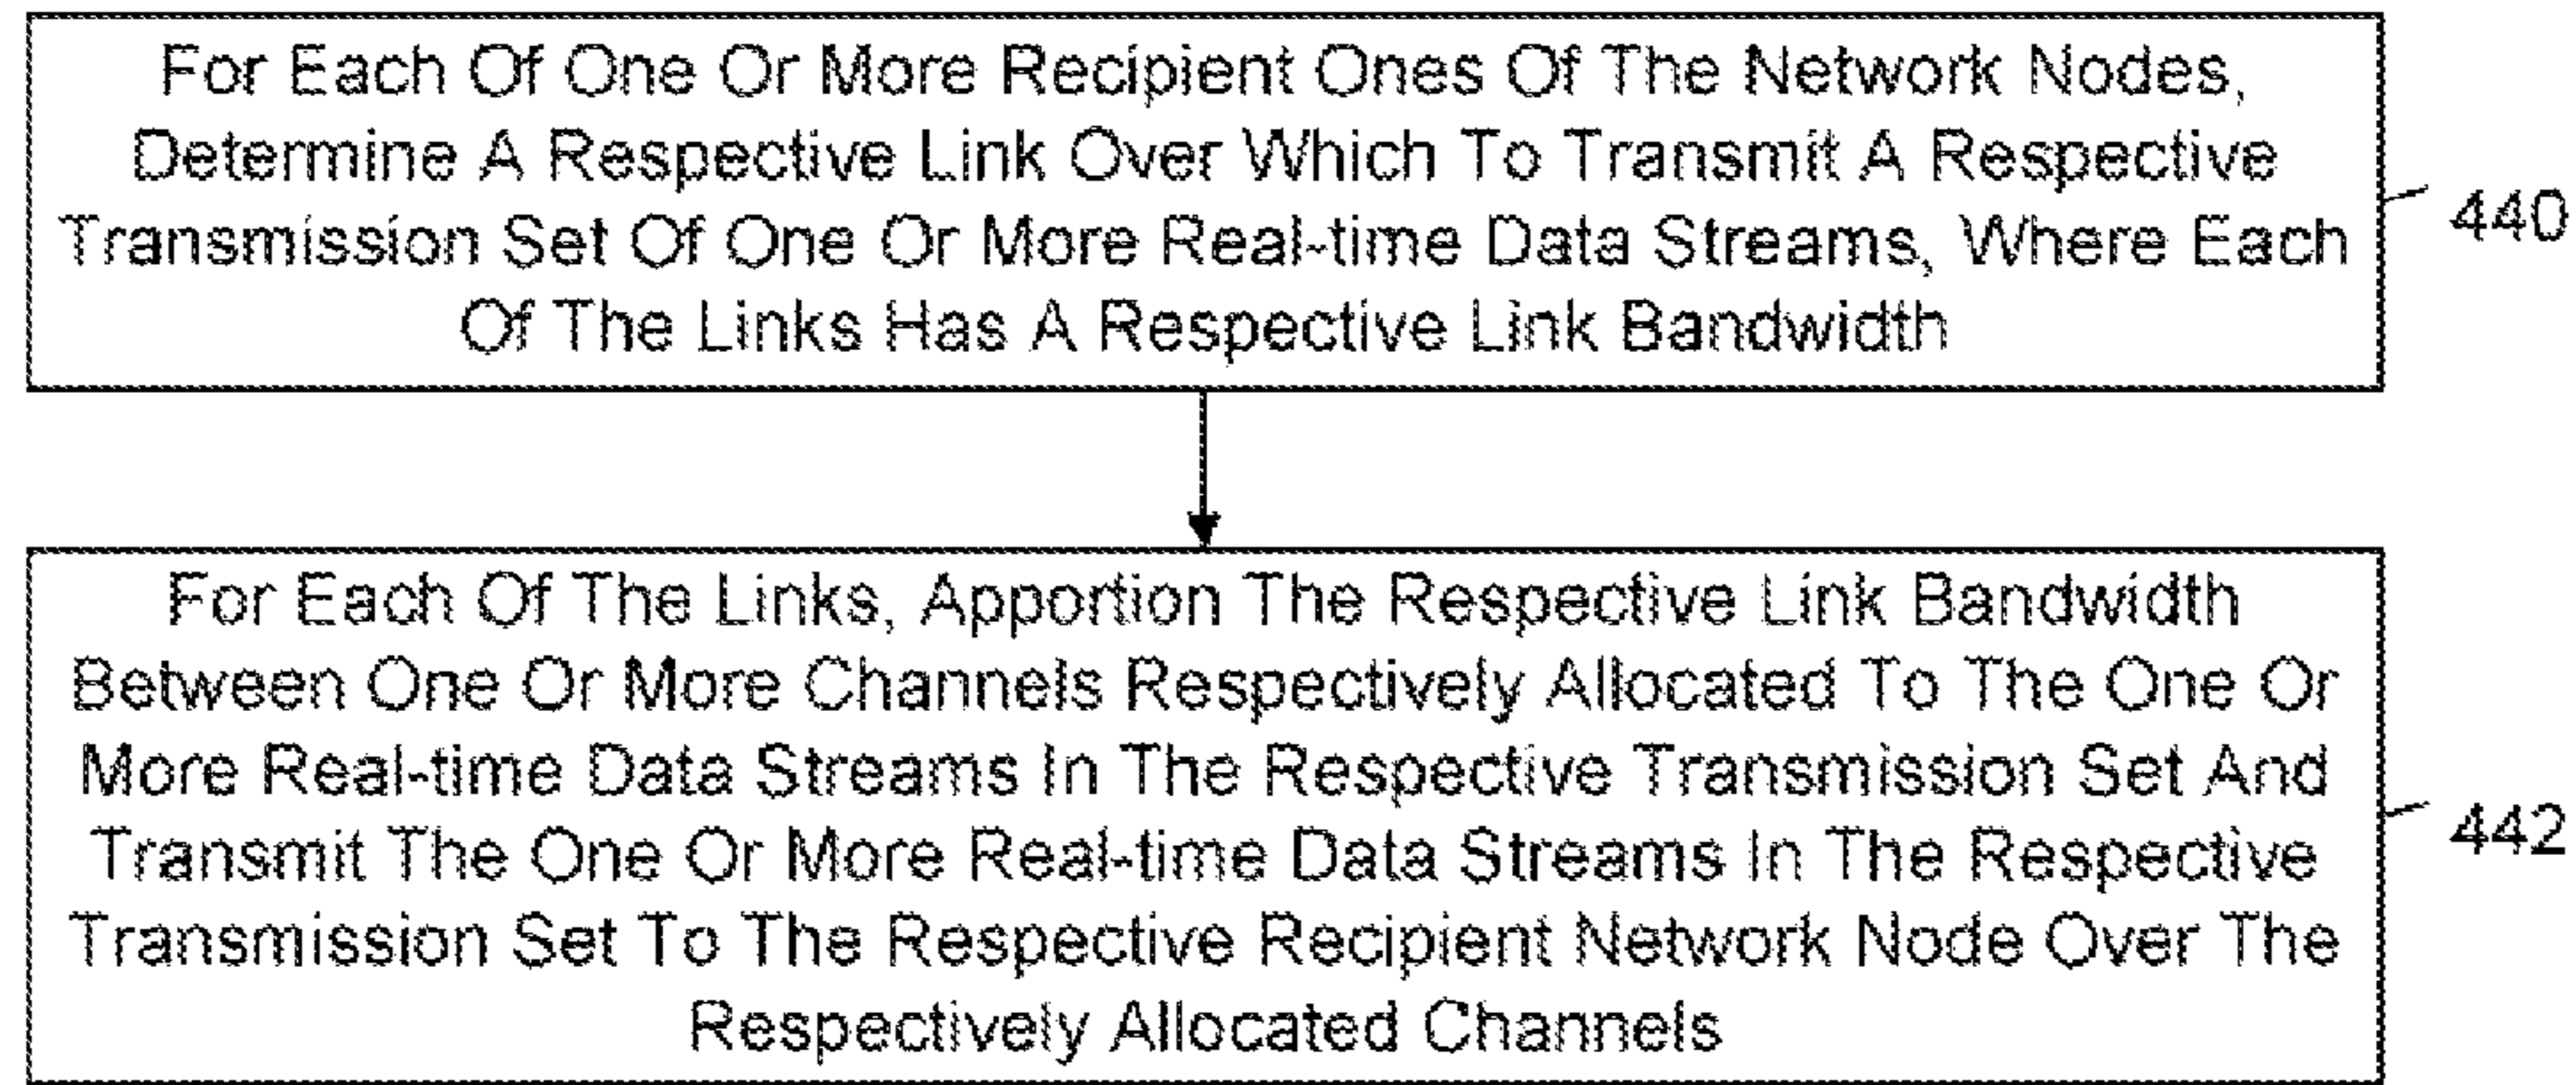 For Each Of One Or More Recipient Ones Of The Network Nodes,
Determine A Respective Link Over Which To Transmit A Respective
Transmission Set Of One Or More Real-time Data Streams, Where Each
Of The Links Has A Respective Link Bandwidth
440
For Each Of The Links, Apportion The Respective Link Bandwidth
Between One Or More Channels Respectively Allocated To The One Or
More Real-time Data Streams In The Respective Transmission Set And
Transmit The One Or More Real-time Data Streams In The Respective
Transmission Set To The Respective Recipient Network Node Over The
Respectively Allocated Channels
442